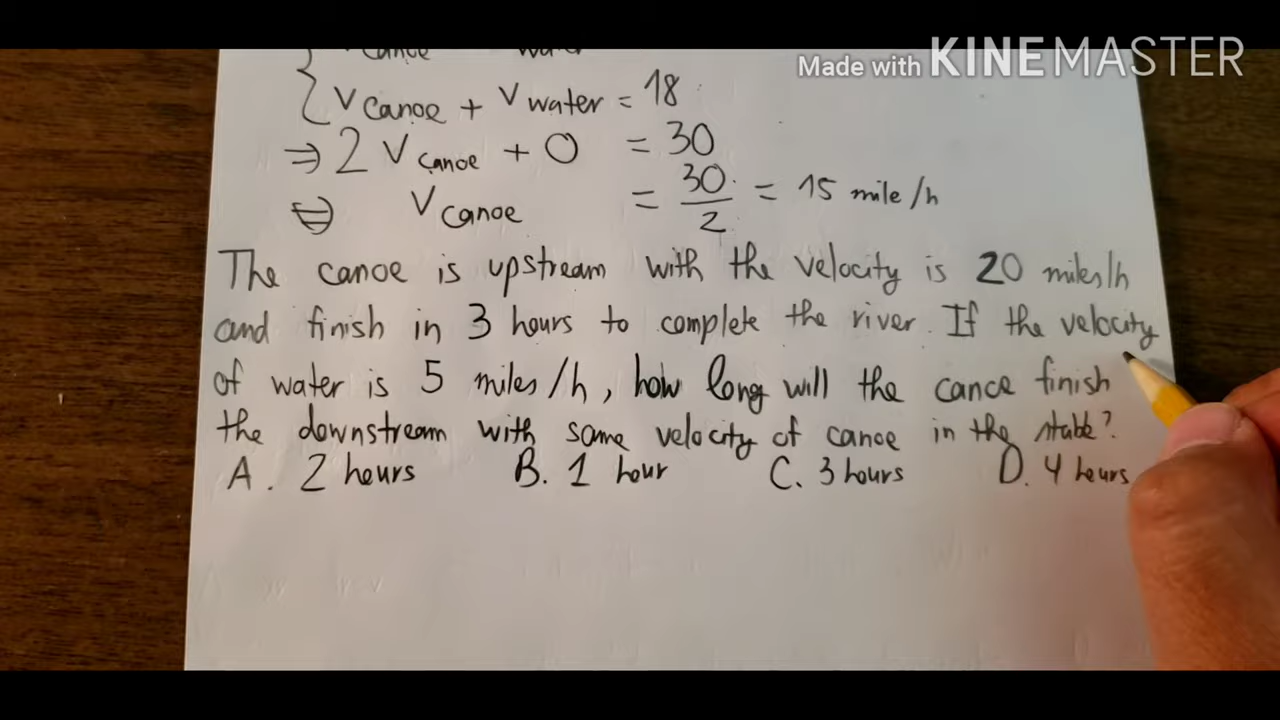 Made with KINEMASTER
V canoe water
{ V canoe + V water = 18
⇒ 2 V canoe + 0 = 30
⇔ V canoe = 30/2 = 15 mile/h
The canoe is upstream with the velocity is 20 miles/h
and finish in 3 hours to complete the river. If the velocity
of water is 5 miles/h, how long will the canoe finish
the downstream with same velocity of canoe in the stable?
A. 2 hours B. 1 hour C. 3 hours D. 4 hours